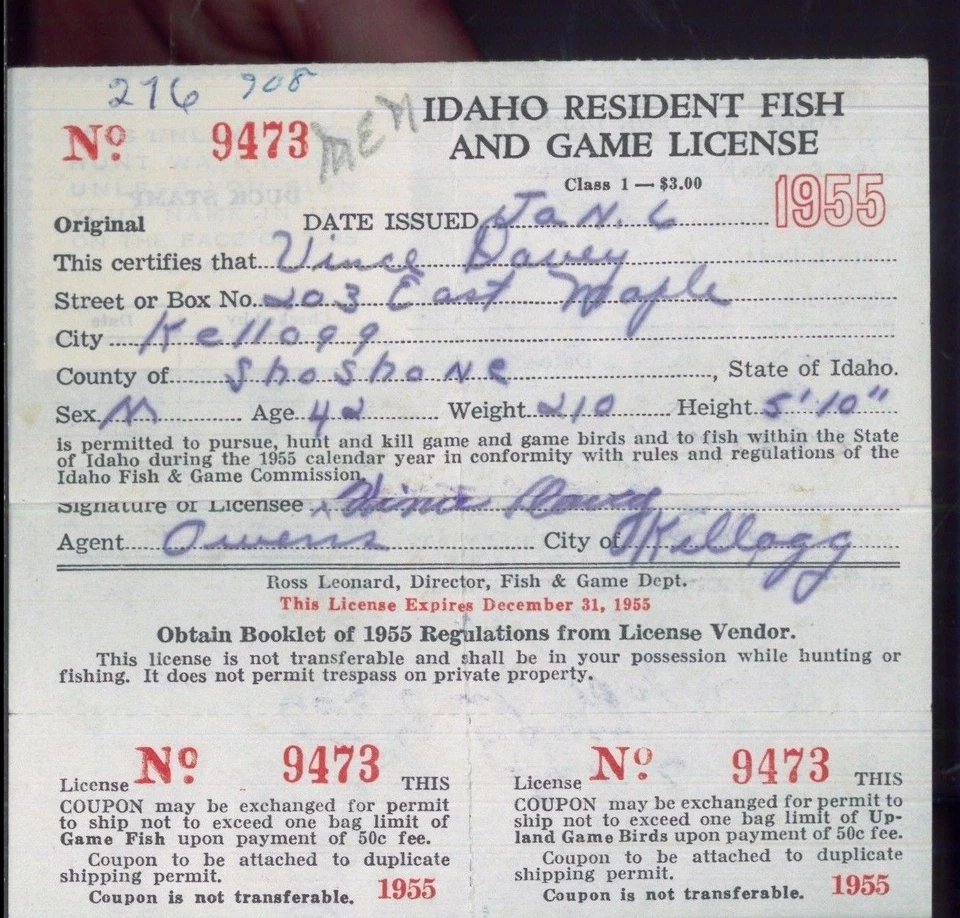 276 908
Nº 9473 MEN IDAHO RESIDENT FISH
AND GAME LICENSE
Class 1 — $3.00
1955
Original DATE ISSUED Jan. 6
This certifies that Vince Davey
Street or Box No. 203 East Maple
City Kellogg
County of Shoshone, State of Idaho.
Sex M Age 42 Weight 210 Height 5'10"
is permitted to pursue, hunt and kill game and game birds and to fish within the State
of Idaho during the 1955 calendar year in conformity with rules and regulations of the
Idaho Fish & Game Commission.
Signature of Licensee x Vince Davey
Agent Owens City of Kellogg
Ross Leonard, Director, Fish & Game Dept.
This License Expires December 31, 1955
Obtain Booklet of 1955 Regulations from License Vendor.
This license is not transferable and shall be in your possession while hunting or
fishing. It does not permit trespass on private property.
License Nº 9473 THIS
COUPON may be exchanged for permit
to ship not to exceed one bag limit of
Game Fish upon payment of 50c fee.
Coupon to be attached to duplicate
shipping permit.
Coupon is not transferable. 1955
License Nº 9473 THIS
COUPON may be exchanged for permit to
ship not to exceed one bag limit of Up-
land Game Birds upon payment of 50c fee.
Coupon to be attached to duplicate
shipping permit.
Coupon is not transferable. 1955